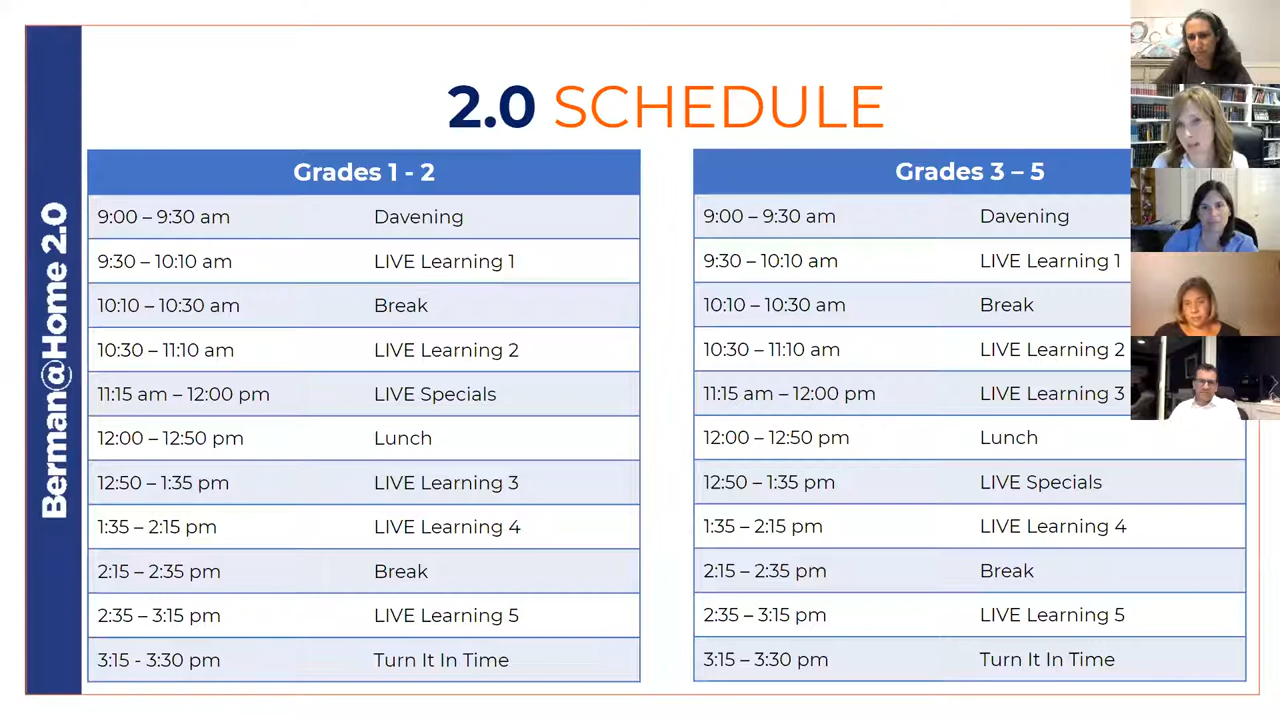 Berman@Home 2.0
2.0 SCHEDULE
Grades 1 - 2
9:00 – 9:30 am Davening
9:30 – 10:10 am LIVE Learning 1
10:10 – 10:30 am Break
10:30 – 11:10 am LIVE Learning 2
11:15 am – 12:00 pm LIVE Specials
12:00 – 12:50 pm Lunch
12:50 – 1:35 pm LIVE Learning 3
1:35 – 2:15 pm LIVE Learning 4
2:15 – 2:35 pm Break
2:35 – 3:15 pm LIVE Learning 5
3:15 - 3:30 pm Turn It In Time
Grades 3 – 5
9:00 – 9:30 am Davening
9:30 – 10:10 am LIVE Learning 1
10:10 – 10:30 am Break
10:30 – 11:10 am LIVE Learning 2
11:15 am – 12:00 pm LIVE Learning 3
12:00 – 12:50 pm Lunch
12:50 – 1:35 pm LIVE Specials
1:35 – 2:15 pm LIVE Learning 4
2:15 – 2:35 pm Break
2:35 – 3:15 pm LIVE Learning 5
3:15 – 3:30 pm Turn It In Time